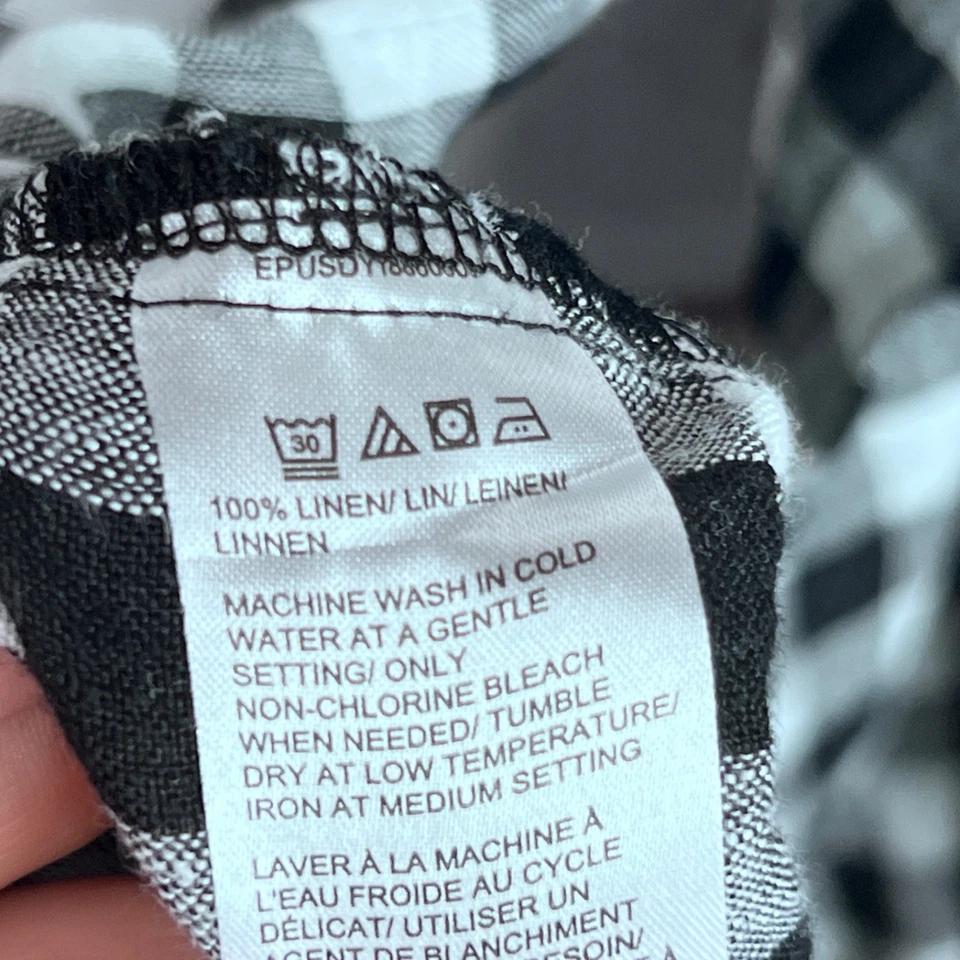 30
100% LINEN/ LIN/ LEINEN/
LINNEN
MACHINE WASH IN COLD
WATER AT A GENTLE
SETTING/ ONLY
NON-CHLORINE BLEACH
WHEN NEEDED/ TUMBLE
DRY AT LOW TEMPERATURE/
IRON AT MEDIUM SETTING
LAVER À LA MACHINE À
L'EAU FROIDE AU CYCLE
DÉLICAT/ UTILISER UN
AGENT DE BLANCHIMENT
BESOIN/
À